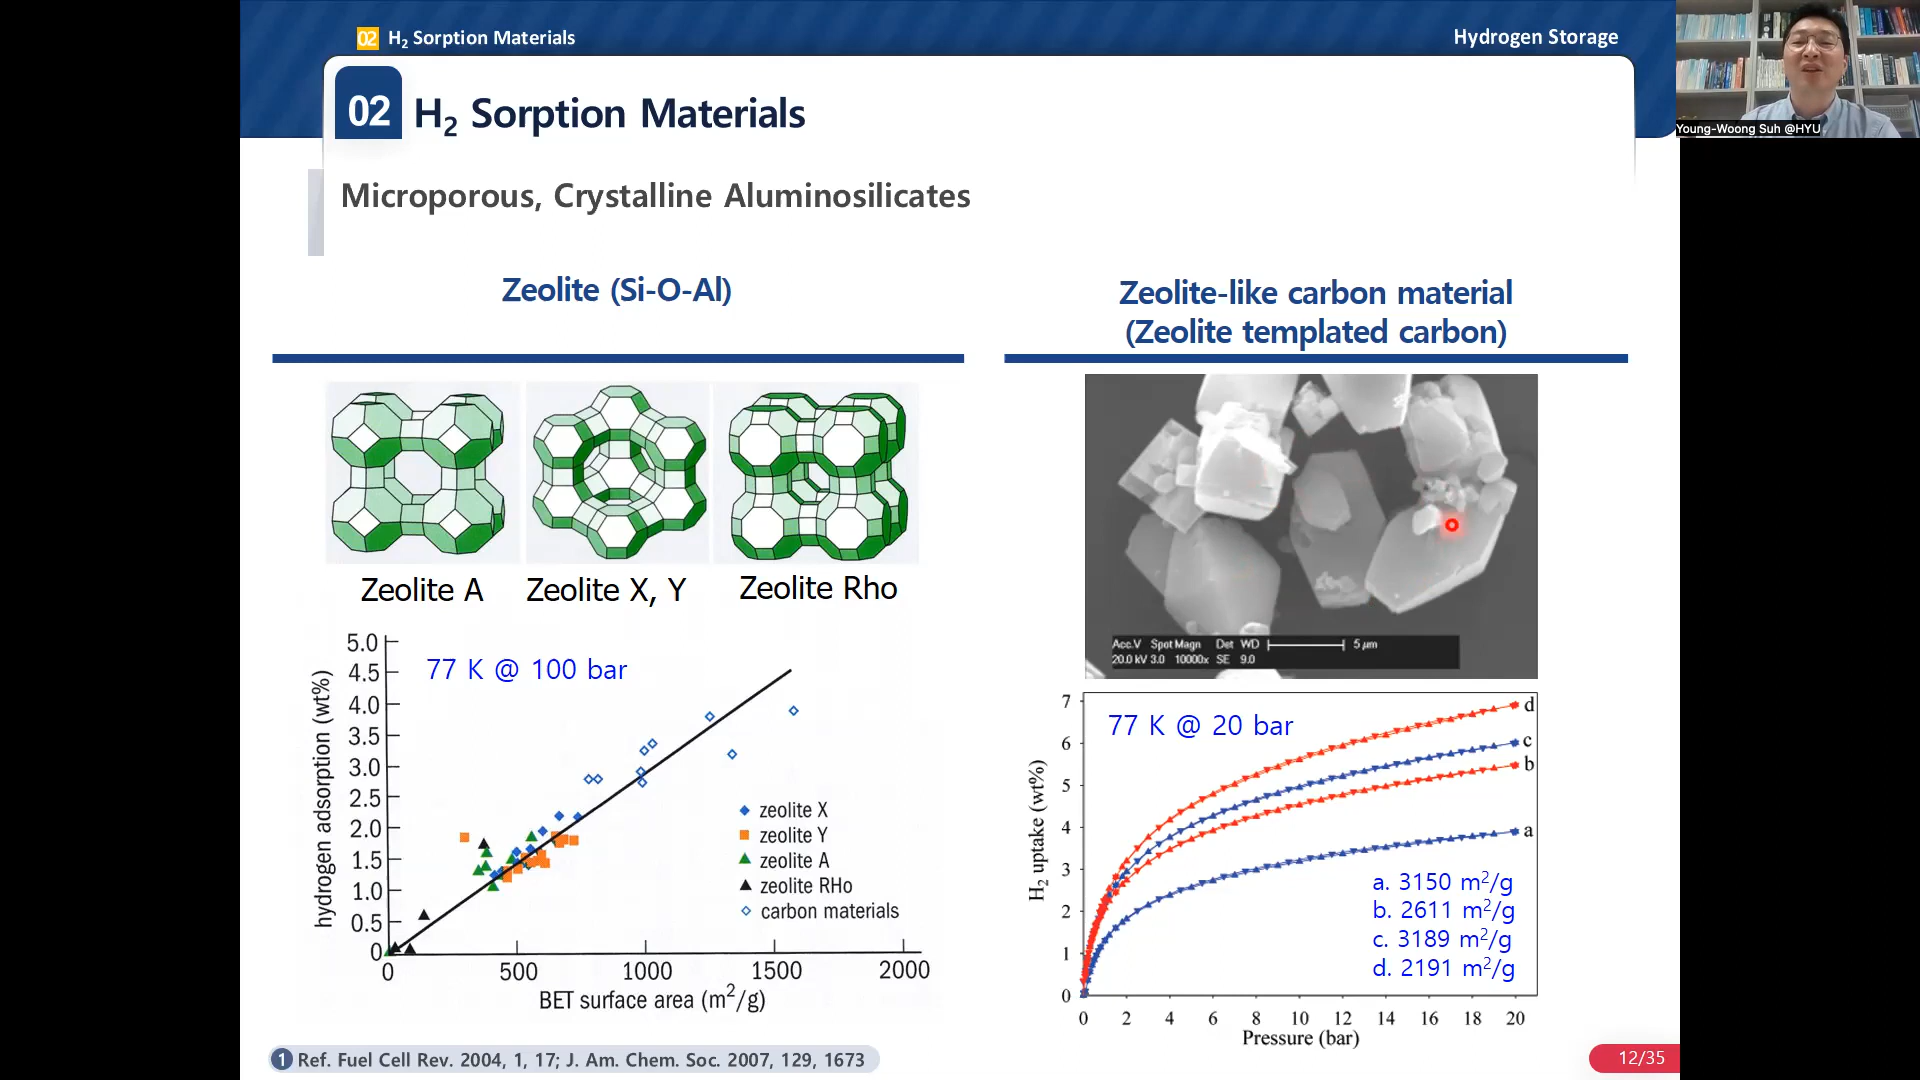 02 H2 Sorption Materials
Hydrogen Storage
Young-Woong Suh @HYU
02 H2 Sorption Materials
Microporous, Crystalline Aluminosilicates
Zeolite (Si-O-Al)
Zeolite A
Zeolite X, Y
Zeolite Rho
5.0
4.5
4.0
3.5
3.0
2.5
2.0
1.5
1.0
0.5
0
hydrogen adsorption (wt%)
77 K @ 100 bar
zeolite X
zeolite Y
zeolite A
zeolite RHo
carbon materials
0 500 1000 1500 2000
BET surface area (m2/g)
Zeolite-like carbon material
(Zeolite templated carbon)
Acc.V Spot Magn Det WD 5 μm
20.0 kV 3.0 10000x SE 9.0
7
6
5
4
3
2
1
0
H2 uptake (wt%)
77 K @ 20 bar
d
c
b
a
a. 3150 m2/g
b. 2611 m2/g
c. 3189 m2/g
d. 2191 m2/g
0 2 4 6 8 10 12 14 16 18 20
Pressure (bar)
1 Ref. Fuel Cell Rev. 2004, 1, 17; J. Am. Chem. Soc. 2007, 129, 1673
12/35